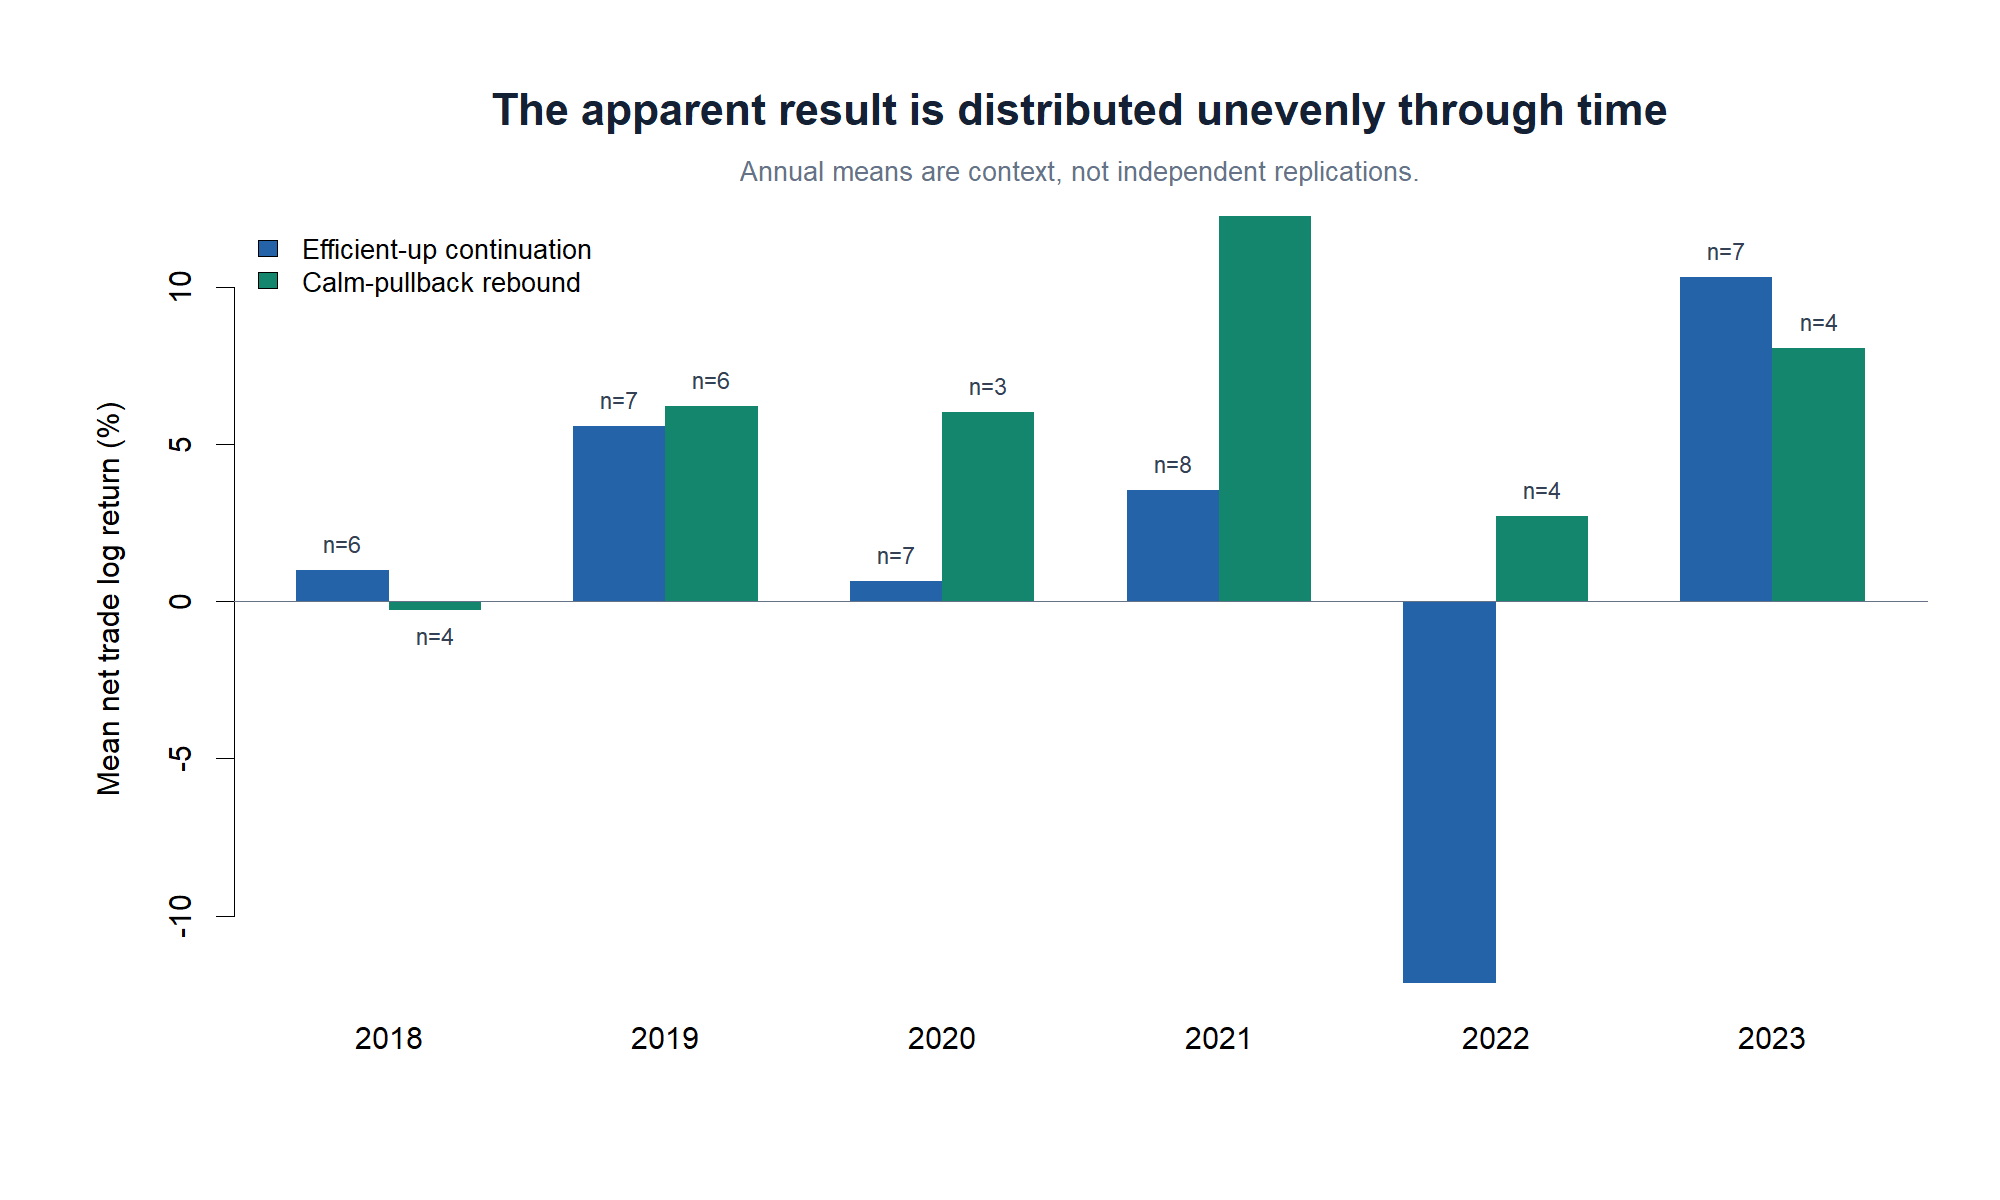 The apparent result is distributed unevenly through time
Annual means are context, not independent replications.
Efficient-up continuation
Calm-pullback rebound
Mean net trade log return (%)
10
5
0
-5
-10
n=6
n=4
n=7
n=6
n=7
n=3
n=8
n=4
n=7
n=4
2018
2019
2020
2021
2022
2023